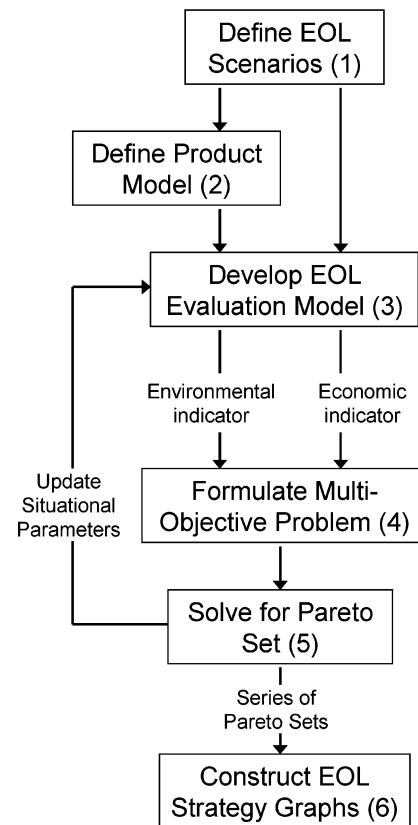 Define EOL
Scenarios (1)
Define Product
Model (2)
Develop EOL
Evaluation Model (3)
Environmental
indicator
Economic
indicator
Update
Situational
Parameters
Formulate Multi-
Objective Problem (4)
Solve for Pareto
Set (5)
Series of
Pareto Sets
Construct EOL
Strategy Graphs (6)